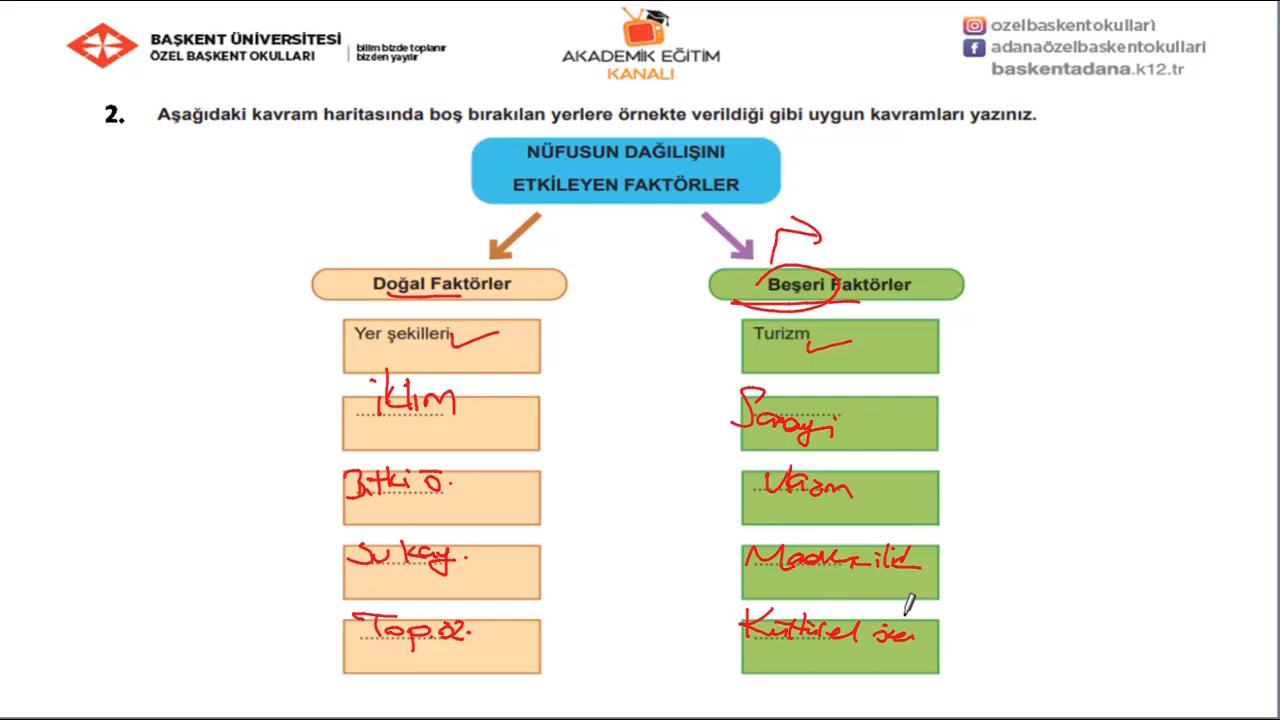 BAŞKENT ÜNİVERSİTESİ
ÖZEL BAŞKENT OKULLARI
bilim bizde toplanır
bizden yayılır
AKADEMİK EĞİTİM
KANALI
ozelbaskentokullari
adanaözelbaskentokullari
baskentadana.k12.tr
2. Aşağıdaki kavram haritasında boş bırakılan yerlere örnekte verildiği gibi uygun kavramları yazınız.
NÜFUSUN DAĞILIŞINI
ETKİLEYEN FAKTÖRLER
Doğal Faktörler
Yer şekilleri
iklim
Bitki ö.
Su kay.
Top.öz.
Beşeri Faktörler
Turizm
Sanayi
Ulaşım
Madencilik
Kültürel